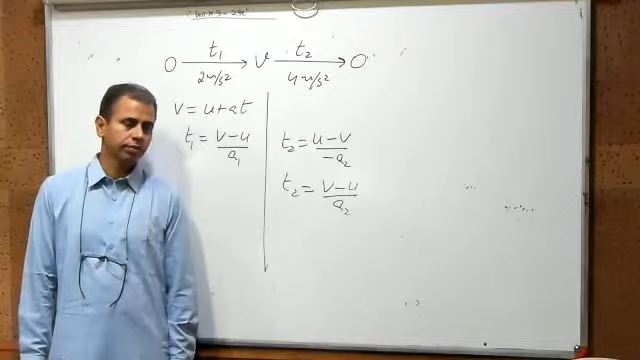 O t₁ → V t₂ → O
2m/s² 4m/s²
V = u + at
t₁ = (V – u) / a₁
t₂ = (u – V) / –a₂
t₂ = (V – u) / a₂